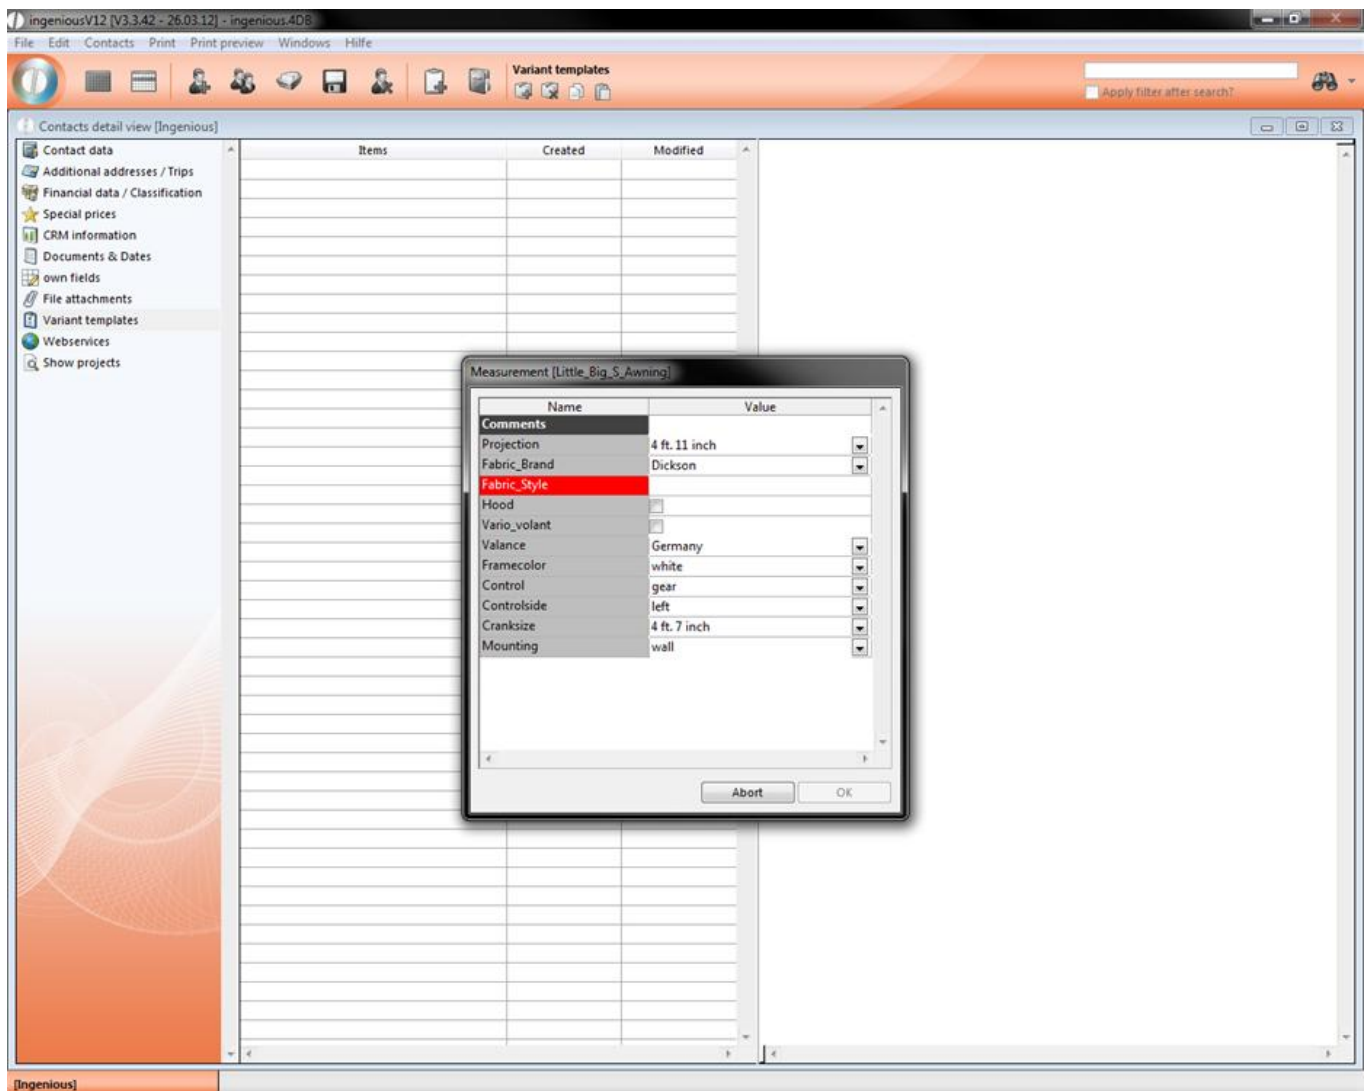 ingeniousV12 [V3.3.42 - 26.03.12] - ingenious.4DB
File Edit Contacts Print Print preview Windows Hilfe
Variant templates
Apply filter after search?
Contacts detail view [Ingenious]
Contact data
Additional addresses / Trips
Financial data / Classification
Special prices
CRM information
Documents & Dates
own fields
File attachments
Variant templates
Webservices
Show projects
Items Created Modified
Measurement [Little_Big_S_Awning]
Name Value
Comments
Projection 4 ft. 11 inch
Fabric_Brand Dickson
Fabric_Style
Hood
Vario_volant
Valance Germany
Framecolor white
Control gear
Controlside left
Cranksize 4 ft. 7 inch
Mounting wall
Abort OK
[Ingenious]